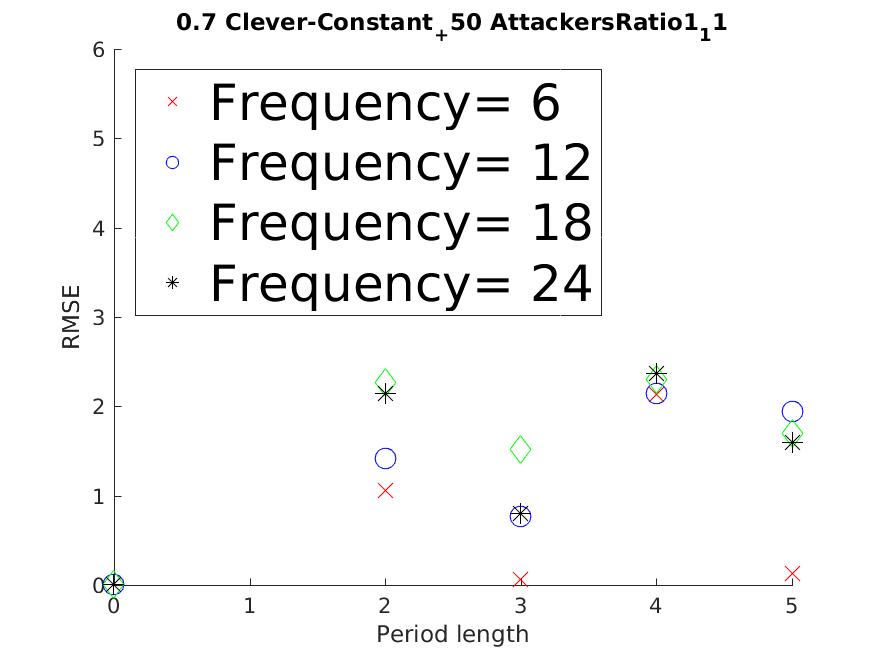 0.7 Clever-Constant₊50 AttackersRatio1₁1
6
5
4
3
2
1
0
RMSE
Frequency= 6
Frequency= 12
Frequency= 18
Frequency= 24
0 1 2 3 4 5
Period length